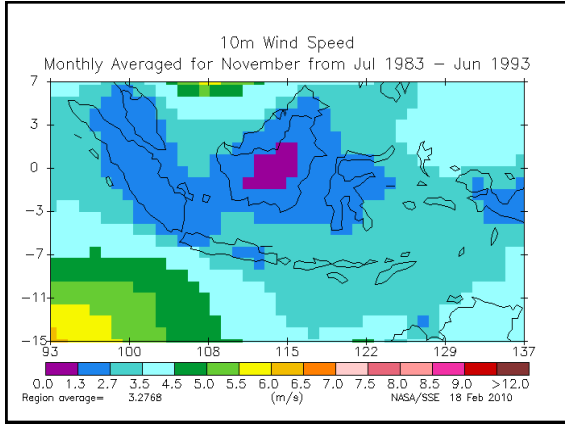 10m Wind Speed
Monthly Averaged for November from Jul 1983 - Jun 1993
7
3
0
-3
-7
-11
-15
93 100 108 115 122 129 137
0.0 1.3 2.7 3.5 4.5 5.0 5.5 6.0 6.5 7.0 7.5 8.0 8.5 9.0 >12.0
Region average= 3.2768 (m/s) NASA/SSE 18 Feb 2010